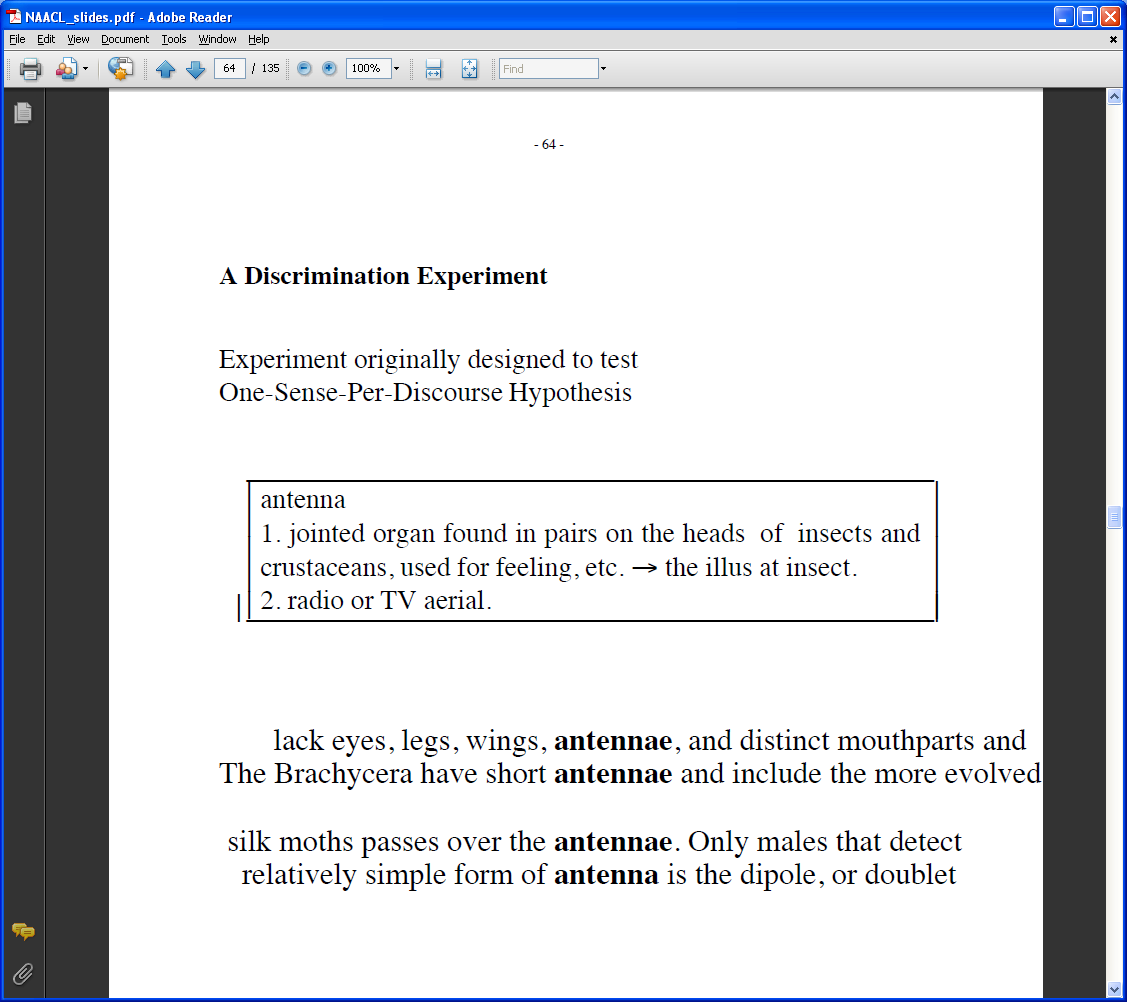 NAACL_slides.pdf - Adobe Reader
File Edit View Document Tools Window Help
64 / 135 100% Find
- 64 -
A Discrimination Experiment
Experiment originally designed to test
One-Sense-Per-Discourse Hypothesis
antenna
1. jointed organ found in pairs on the heads of insects and
crustaceans, used for feeling, etc. → the illus at insect.
2. radio or TV aerial.
lack eyes, legs, wings, antennae, and distinct mouthparts and
The Brachycera have short antennae and include the more evolved
silk moths passes over the antennae. Only males that detect
relatively simple form of antenna is the dipole, or doublet